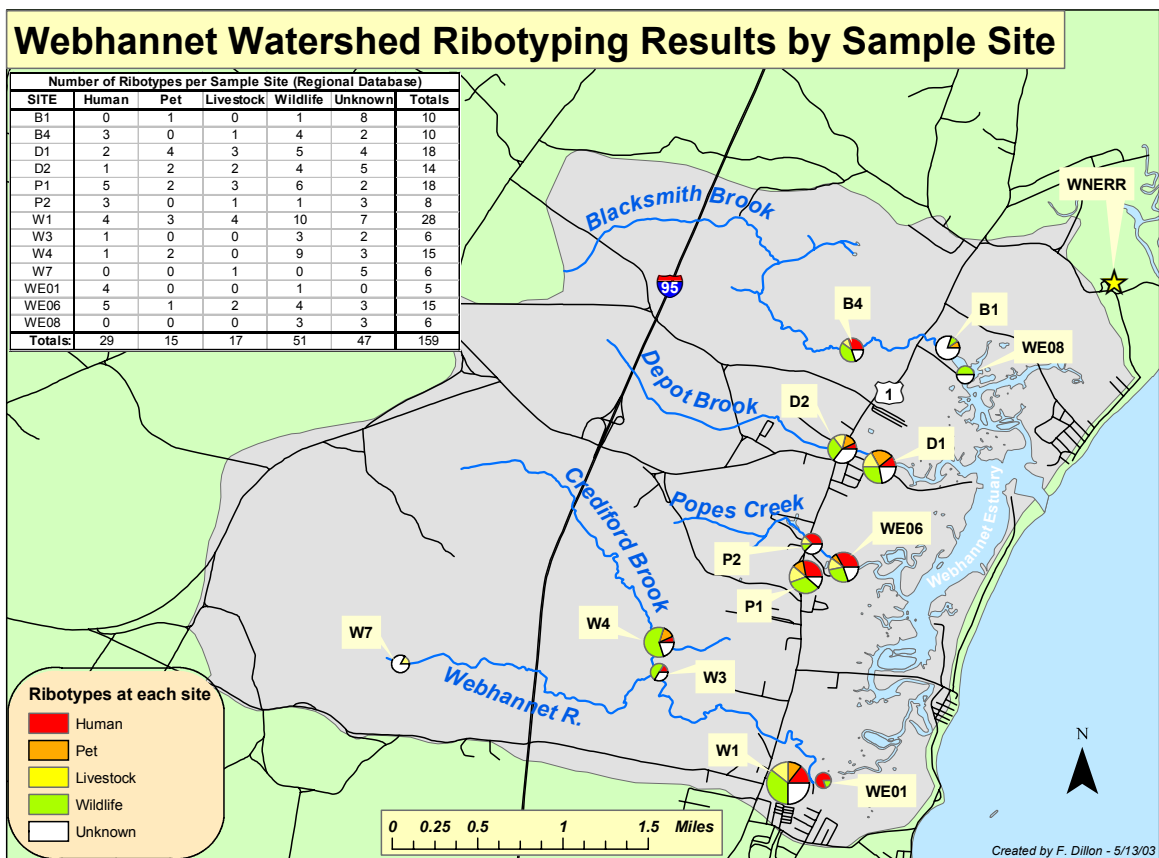 Webhannet Watershed Ribotyping Results by Sample Site
Number of Ribotypes per Sample Site (Regional Database)
SITE Human Pet Livestock Wildlife Unknown Totals
B1 0 1 0 1 8 10
B4 3 0 1 4 2 10
D1 2 4 3 5 4 18
D2 1 2 2 4 5 14
P1 5 2 3 6 2 18
P2 3 0 1 1 3 8
W1 4 3 4 10 7 28
W3 1 0 0 3 2 6
W4 1 2 0 9 3 15
W7 0 0 1 0 5 6
WE01 4 0 0 1 0 5
WE06 5 1 2 4 3 15
WE08 0 0 0 3 3 6
Totals: 29 15 17 51 47 159
WNERR
Blacksmith Brook
95
B4
B1
WE08
Depot Brook
1
D2
D1
Crediford Brook
Popes Creek
Webhannet Estuary
WE06
P2
P1
W7
W4
W3
Webhannet R.
W1
WE01
Ribotypes at each site
Human
Pet
Livestock
Wildlife
Unknown
N
0 0.25 0.5 1 1.5 Miles
Created by F. Dillon - 5/13/03